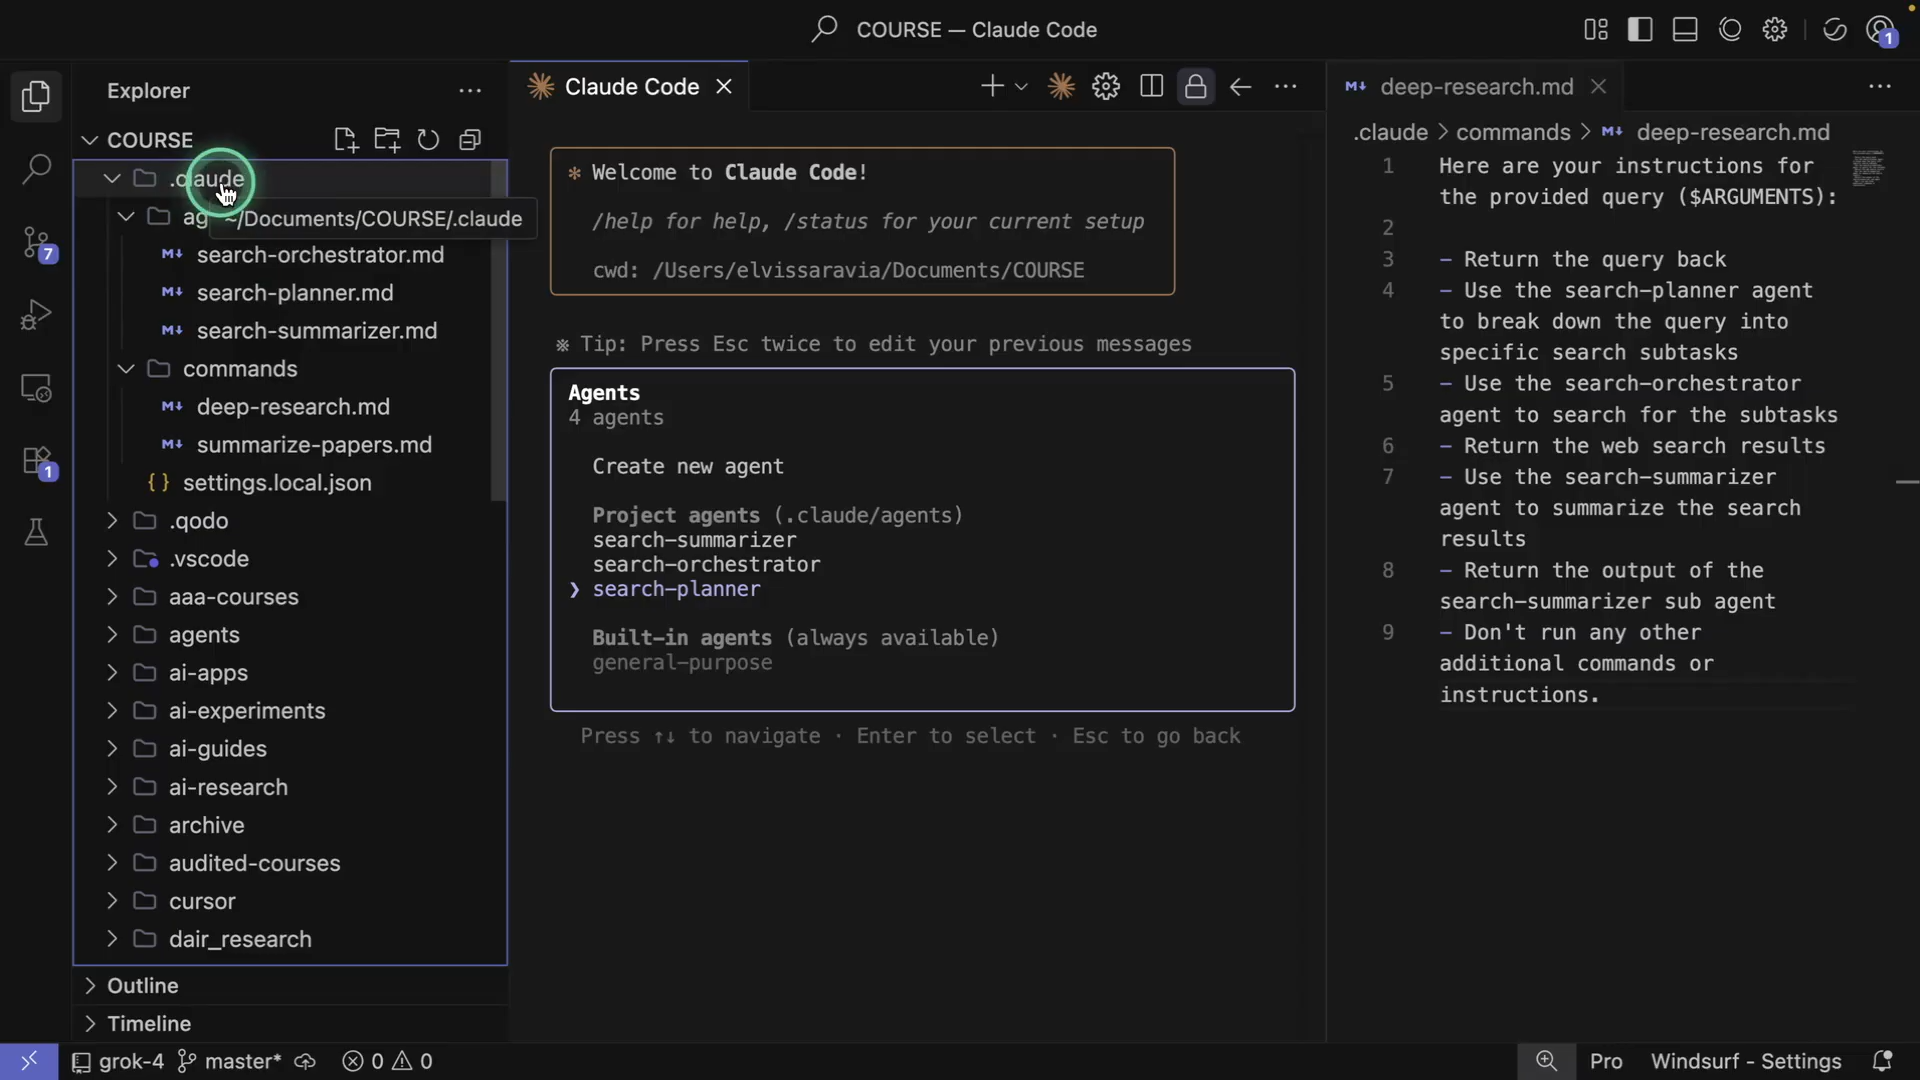 COURSE — Claude Code
1
Explorer
COURSE
.claude
ag
~/Documents/COURSE/.claude
search-orchestrator.md
search-planner.md
search-summarizer.md
commands
deep-research.md
summarize-papers.md
{ } settings.local.json
.qodo
.vscode
aaa-courses
agents
ai-apps
ai-experiments
ai-guides
ai-research
archive
audited-courses
cursor
dair_research
Outline
Timeline
7
1
Claude Code
✻ Welcome to Claude Code!
/help for help, /status for your current setup
cwd: /Users/elvissaravia/Documents/COURSE
※ Tip: Press Esc twice to edit your previous messages
Agents
4 agents
Create new agent
Project agents (.claude/agents)
search-summarizer
search-orchestrator
❯ search-planner
Built-in agents (always available)
general-purpose
Press ↑↓ to navigate · Enter to select · Esc to go back
deep-research.md
.claude > commands > deep-research.md
1 Here are your instructions for
the provided query ($ARGUMENTS):
2
3 - Return the query back
4 - Use the search-planner agent
to break down the query into
specific search subtasks
5 - Use the search-orchestrator
agent to search for the subtasks
6 - Return the web search results
7 - Use the search-summarizer
agent to summarize the search
results
8 - Return the output of the
search-summarizer sub agent
9 - Don't run any other
additional commands or
instructions.
grok-4 master* 0 0
Pro Windsurf - Settings